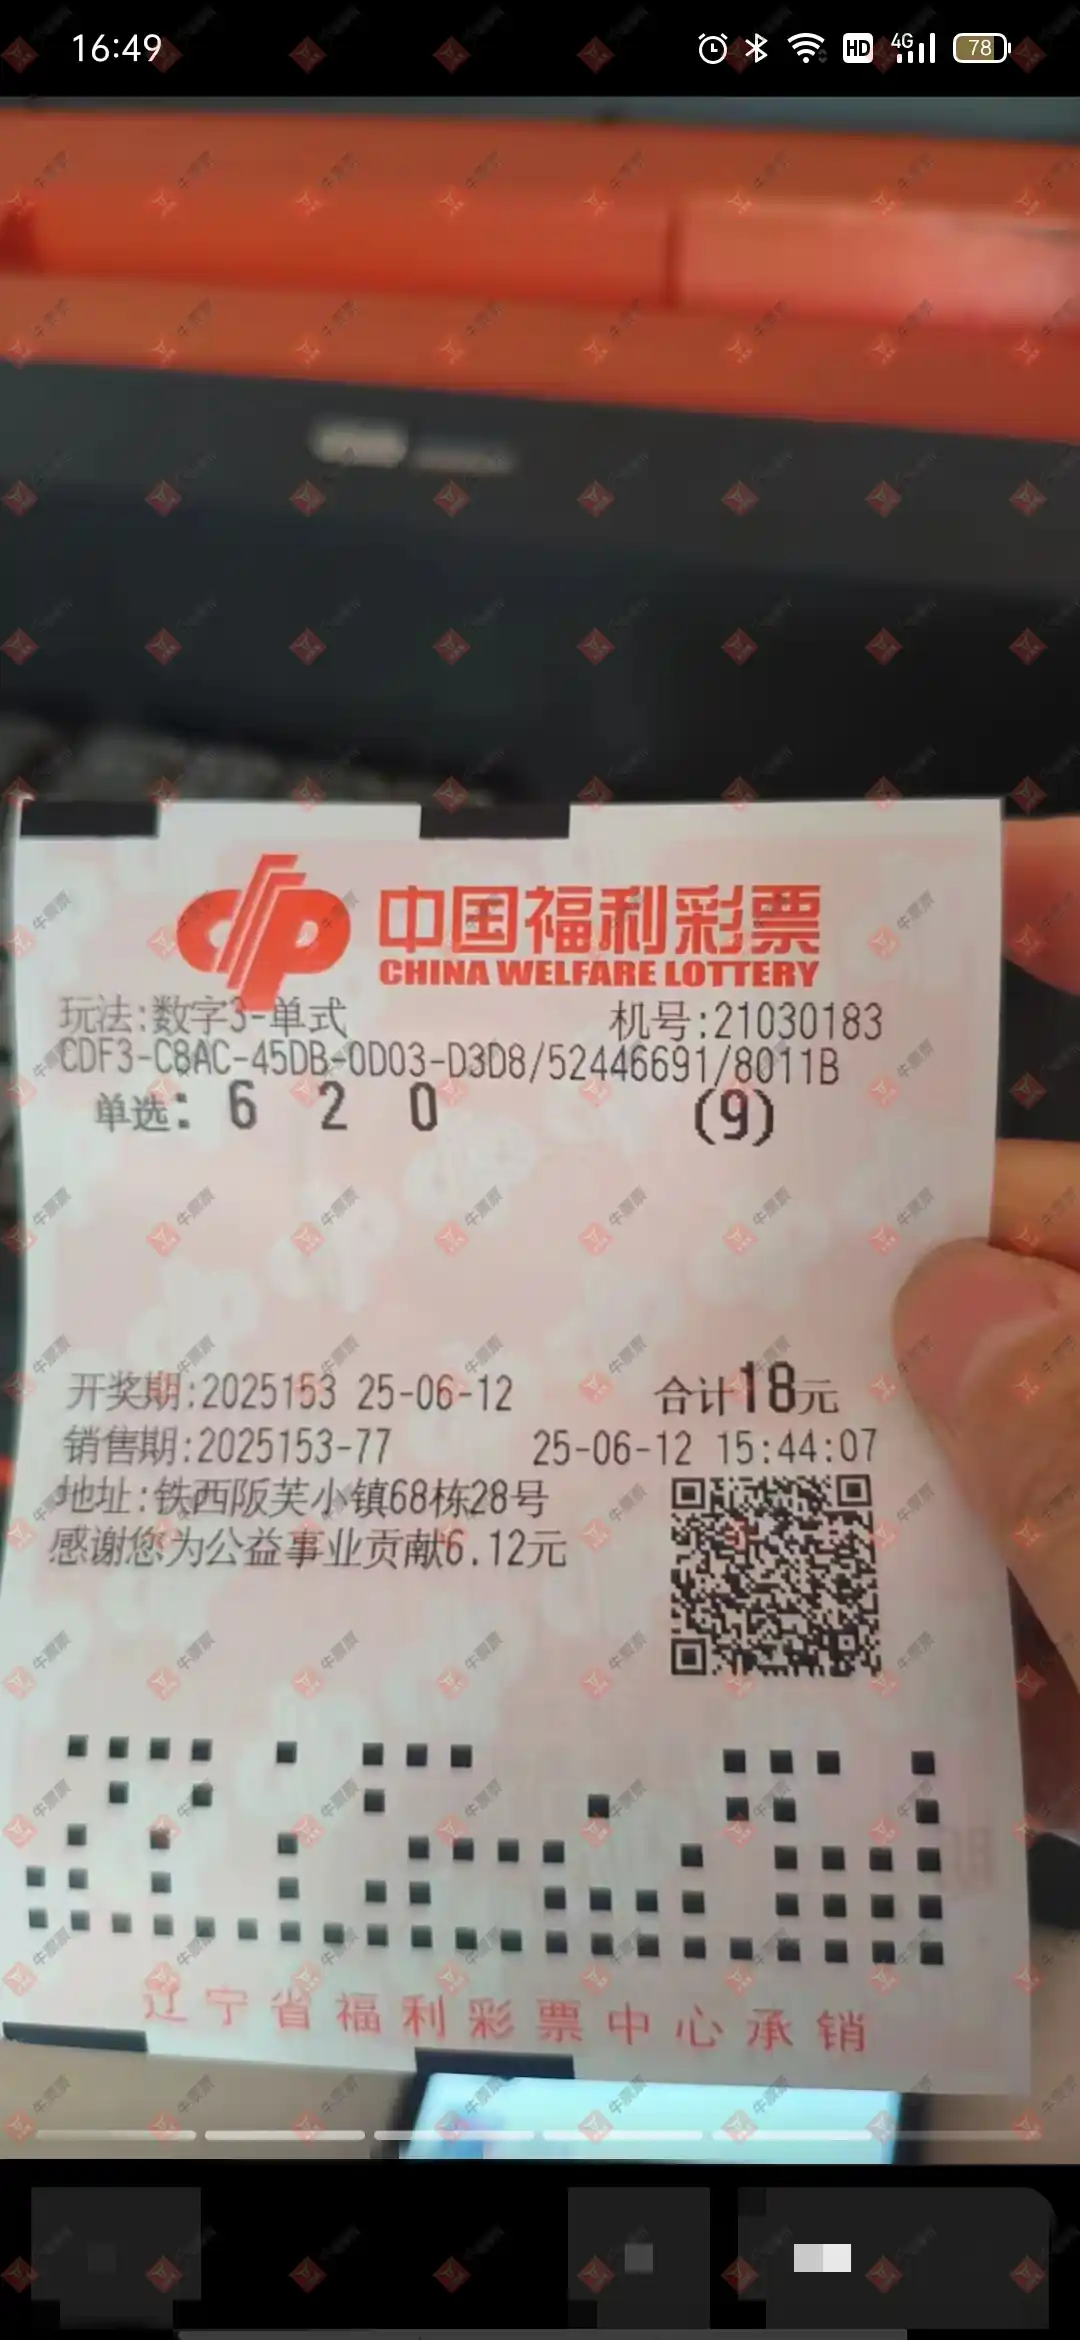 16:49
HD 4G 78
中国福利彩票
CHINA WELFARE LOTTERY
玩法:数字3-单式 机号:21030183
CDF3-C8AC-45DB-0D03-D3D8/52446691/8011B
单选: 6 2 0 (9)
开奖期:2025153 25-06-12 合计18元
销售期:2025153-77 25-06-12 15:44:07
地址:铁西阪芙小镇68栋28号
感谢您为公益事业贡献6.12元
辽宁省福利彩票中心承销
牛票票